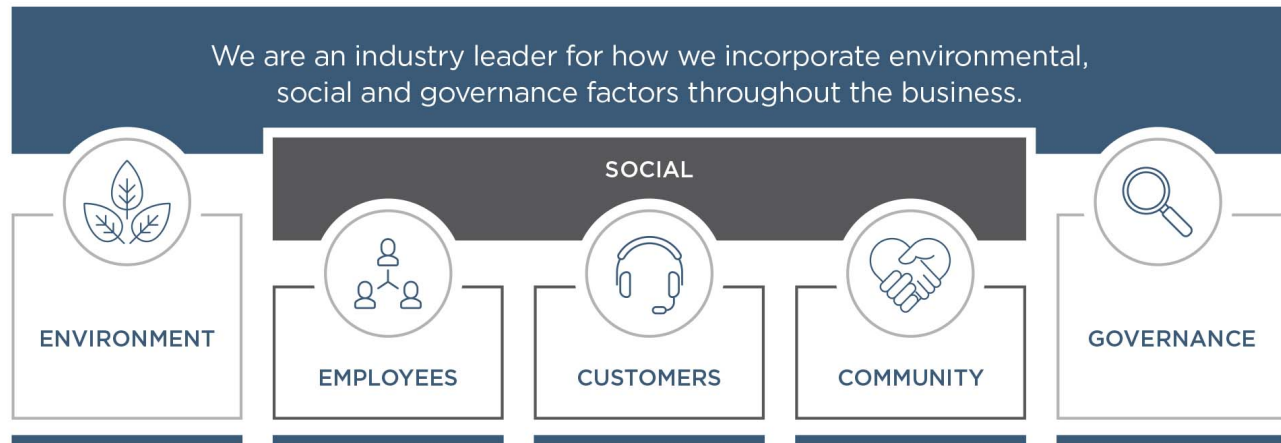 We are an industry leader for how we incorporate environmental,
social and governance factors throughout the business.
SOCIAL
ENVIRONMENT
EMPLOYEES
CUSTOMERS
COMMUNITY
GOVERNANCE